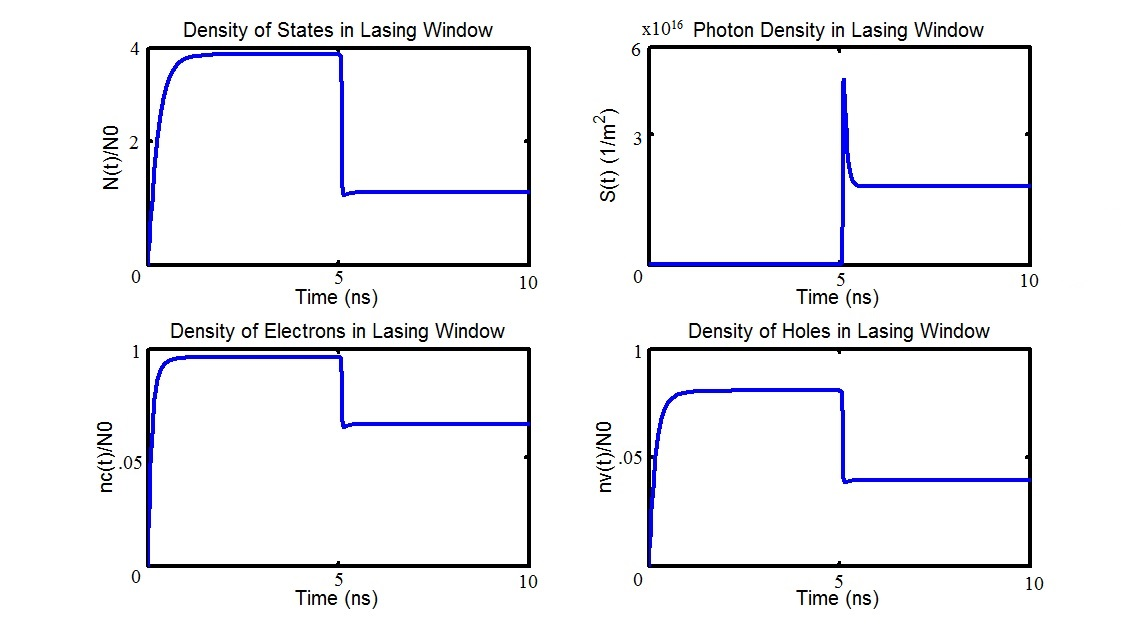 Density of States in Lasing Window
4
2
0
5
10
N(t)/N0
Time (ns)
x10¹⁶ Photon Density in Lasing Window
6
3
0
5
10
S(t) (1/m²)
Time (ns)
Density of Electrons in Lasing Window
1
.05
0
5
10
nc(t)/N0
Time (ns)
Density of Holes in Lasing Window
1
.05
0
5
10
nv(t)/N0
Time (ns)